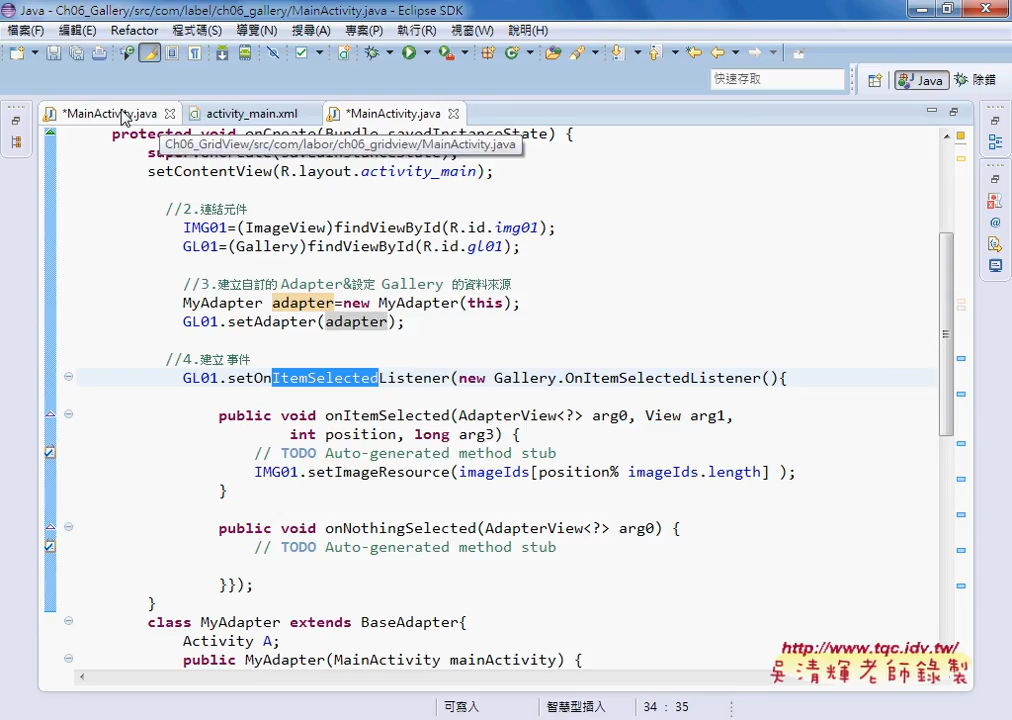 Java - Ch06_Gallery/src/com/label/ch06_gallery/MainActivity.java - Eclipse SDK
檔案(F) 編輯(E) Refactor 程式碼(S) 導覽(N) 搜尋(A) 專案(P) 執行(R) 視窗(W) 說明(H)
快速存取 Java 除錯
*MainActivity.java activity_main.xml *MainActivity.java
protected void onCreate(Bundle savedInstanceState) {
Ch06_GridView/src/com/labor/ch06_gridview/MainActivity.java
setContentView(R.layout.activity_main);
//2.連結元件
IMG01=(ImageView)findViewById(R.id.img01);
GL01=(Gallery)findViewById(R.id.gl01);
//3.建立自訂的 Adapter&設定 Gallery 的資料來源
MyAdapter adapter=new MyAdapter(this);
GL01.setAdapter(adapter);
//4.建立 事件
GL01.setOnItemSelectedListener(new Gallery.OnItemSelectedListener(){
public void onItemSelected(AdapterView<?> arg0, View arg1,
int position, long arg3) {
// TODO Auto-generated method stub
IMG01.setImageResource(imageIds[position% imageIds.length] );
}
public void onNothingSelected(AdapterView<?> arg0) {
// TODO Auto-generated method stub
}});
}
class MyAdapter extends BaseAdapter{
Activity A;
public MyAdapter(MainActivity mainActivity) {
http://www.tqc.idv.tw/
吳清輝老師錄製
可寫入 智慧型插入 34 : 35